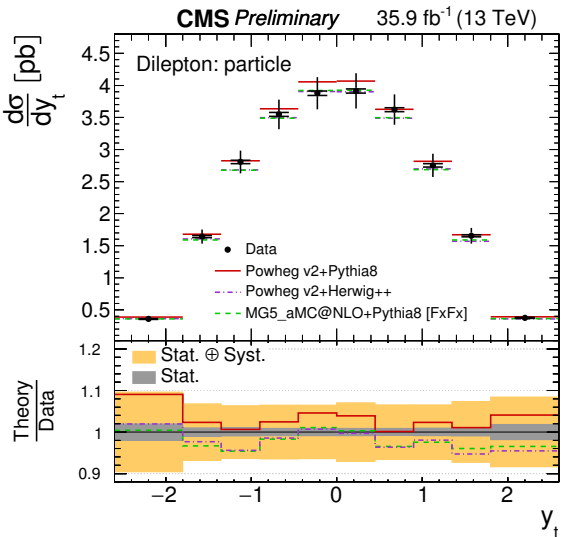 CMS Preliminary 35.9 fb⁻¹ (13 TeV)
dσ/dy_t [pb]
Dilepton: particle
4.5
4
3.5
3
2.5
2
1.5
1
0.5
Data
Powheg v2+Pythia8
Powheg v2+Herwig++
MG5_aMC@NLO+Pythia8 [FxFx]
Theory/Data
1.2
1.1
1
0.9
Stat. ⊕ Syst.
Stat.
−2 −1 0 1 2
y_t